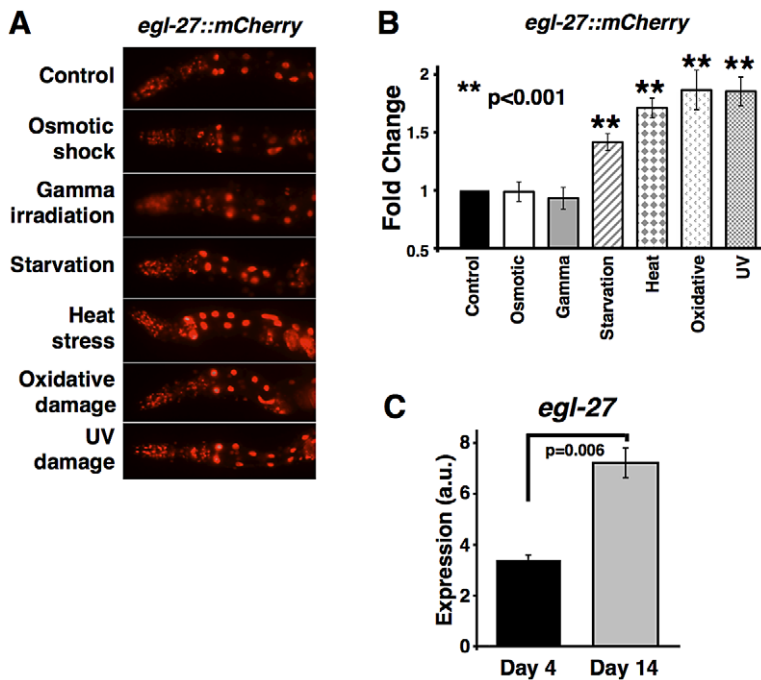 A
egl-27::mCherry
Control
Osmotic
shock
Gamma
irradiation
Starvation
Heat
stress
Oxidative
damage
UV
damage
B
egl-27::mCherry
Fold Change
2
1.5
1
0.5
** p<0.001
**
**
**
**
Control
Osmotic
Gamma
Starvation
Heat
Oxidative
UV
C
egl-27
Expression (a.u.)
8
6
4
2
0
p=0.006
Day 4
Day 14